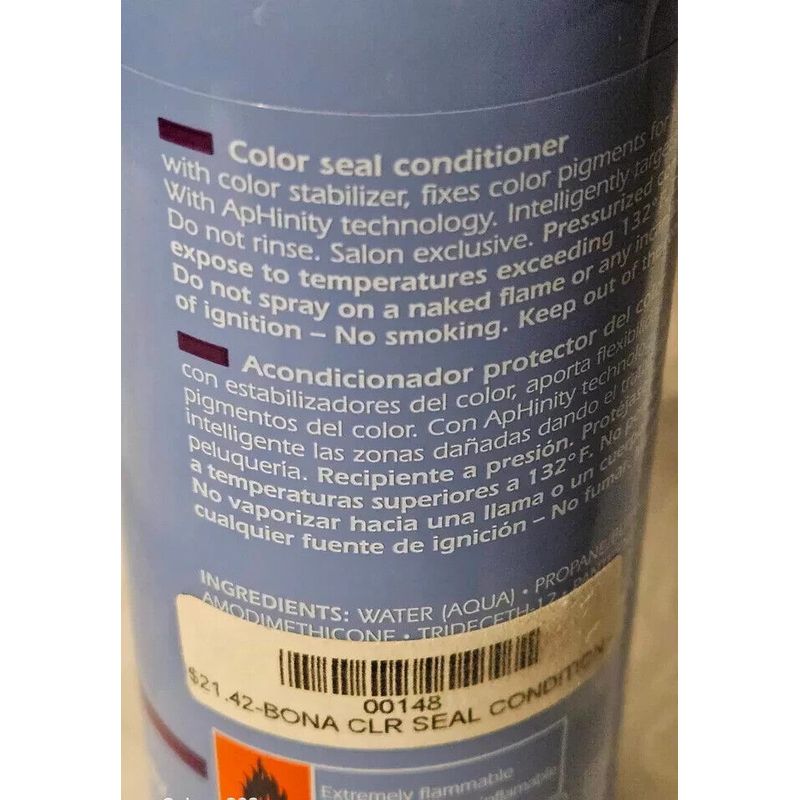 Color seal conditioner
with color stabilizer, fixes color pigments for
With ApHinity technology. Intelligently
Do not rinse. Salon exclusive. Pressurized
expose to temperatures exceeding 132°
Do not spray on a naked flame or any
of ignition – No smoking. Keep out of
Acondicionador protector del
con estabilizadores del color, aporta
pigmentos del color. Con ApHinity
intelligente las zonas dañadas dando el
peluquería. Recipiente a presión.
a temperaturas superiores a 132°F. No
No vaporizar hacia una llama o un
cualquier fuente de ignición – No
INGREDIENTS: WATER (AQUA) • PROPANE
AMODIMETHICONE • TRIDECETH-12
00148
$21.42-BONA CLR SEAL CONDITION
Extremely flammable